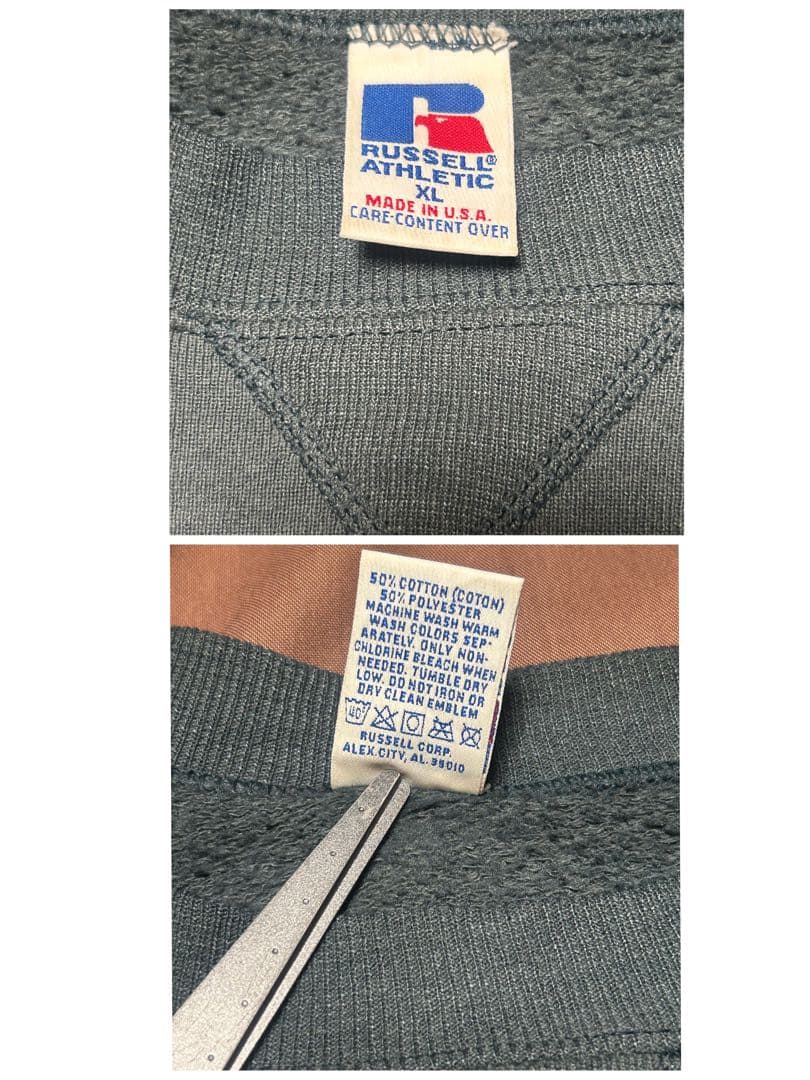 RUSSELL®
ATHLETIC
XL
MADE IN U.S.A.
CARE-CONTENT OVER
50% COTTON (COTON)
50% POLYESTER
MACHINE WASH WARM
WASH COLORS SEP-
ARATELY. ONLY NON-
CHLORINE BLEACH WHEN
NEEDED. TUMBLE DRY
LOW. DO NOT IRON OR
DRY CLEAN EMBLEM
40°
RUSSELL CORP.
ALEX.CITY, AL. 35010